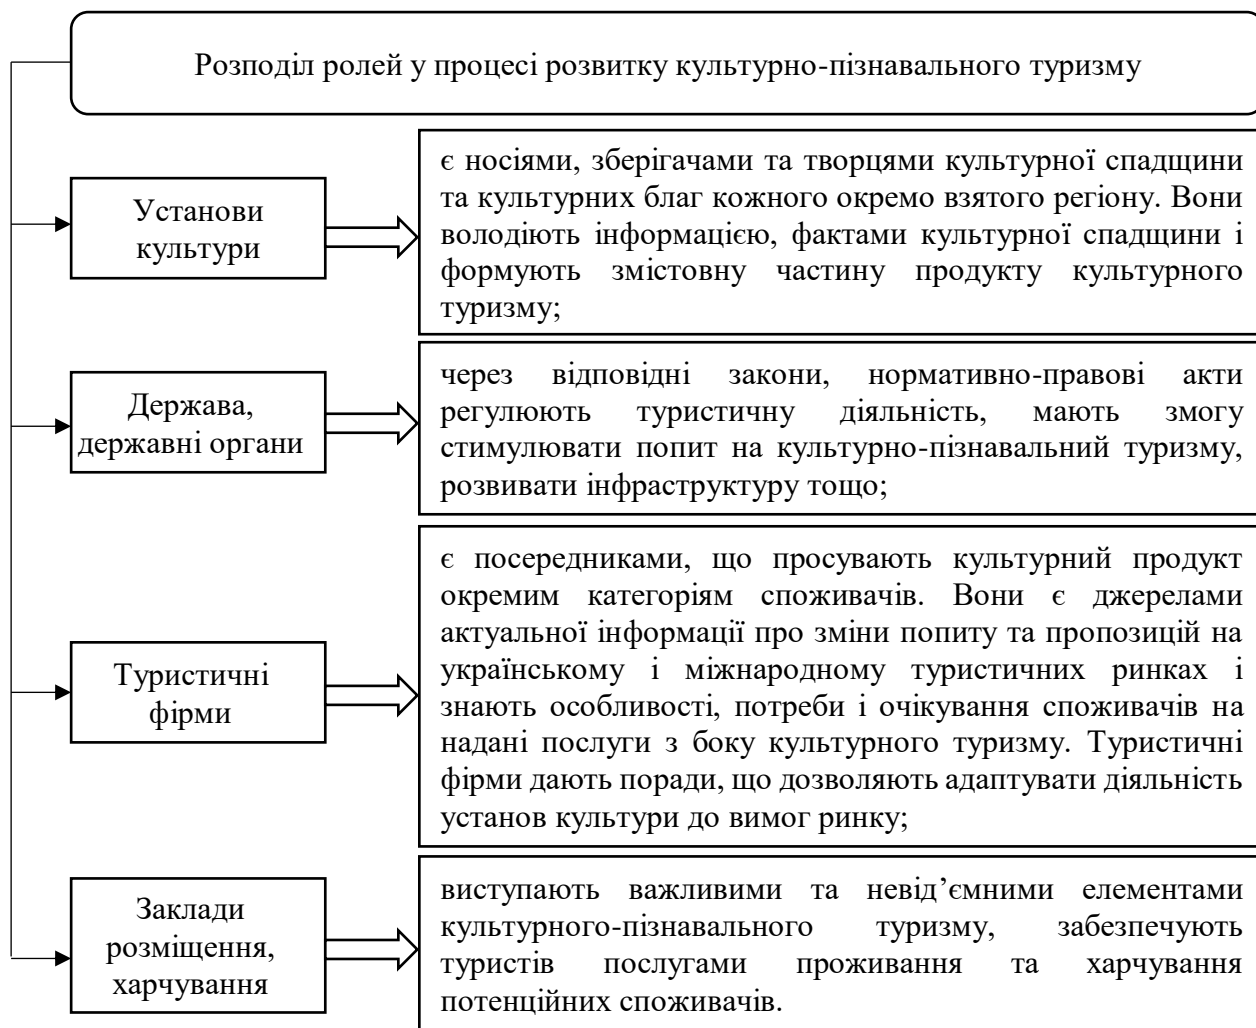 Розподіл ролей у процесі розвитку культурно-пізнавального туризму
Установи
культури
є носіями, зберігачами та творцями культурної спадщини
та культурних благ кожного окремо взятого регіону. Вони
володіють інформацією, фактами культурної спадщини і
формують змістовну частину продукту культурного
туризму;
Держава,
державні органи
через відповідні закони, нормативно-правові акти
регулюють туристичну діяльність, мають змогу
стимулювати попит на культурно-пізнавальний туризму,
розвивати інфраструктуру тощо;
Туристичні
фірми
є посередниками, що просувають культурний продукт
окремим категоріям споживачів. Вони є джерелами
актуальної інформації про зміни попиту та пропозицій на
українському і міжнародному туристичних ринках і
знають особливості, потреби і очікування споживачів на
надані послуги з боку культурного туризму. Туристичні
фірми дають поради, що дозволяють адаптувати діяльність
установ культури до вимог ринку;
Заклади
розміщення,
харчування
виступають важливими та невід’ємними елементами
культурного-пізнавального туризму, забезпечують
туристів послугами проживання та харчування
потенційних споживачів.